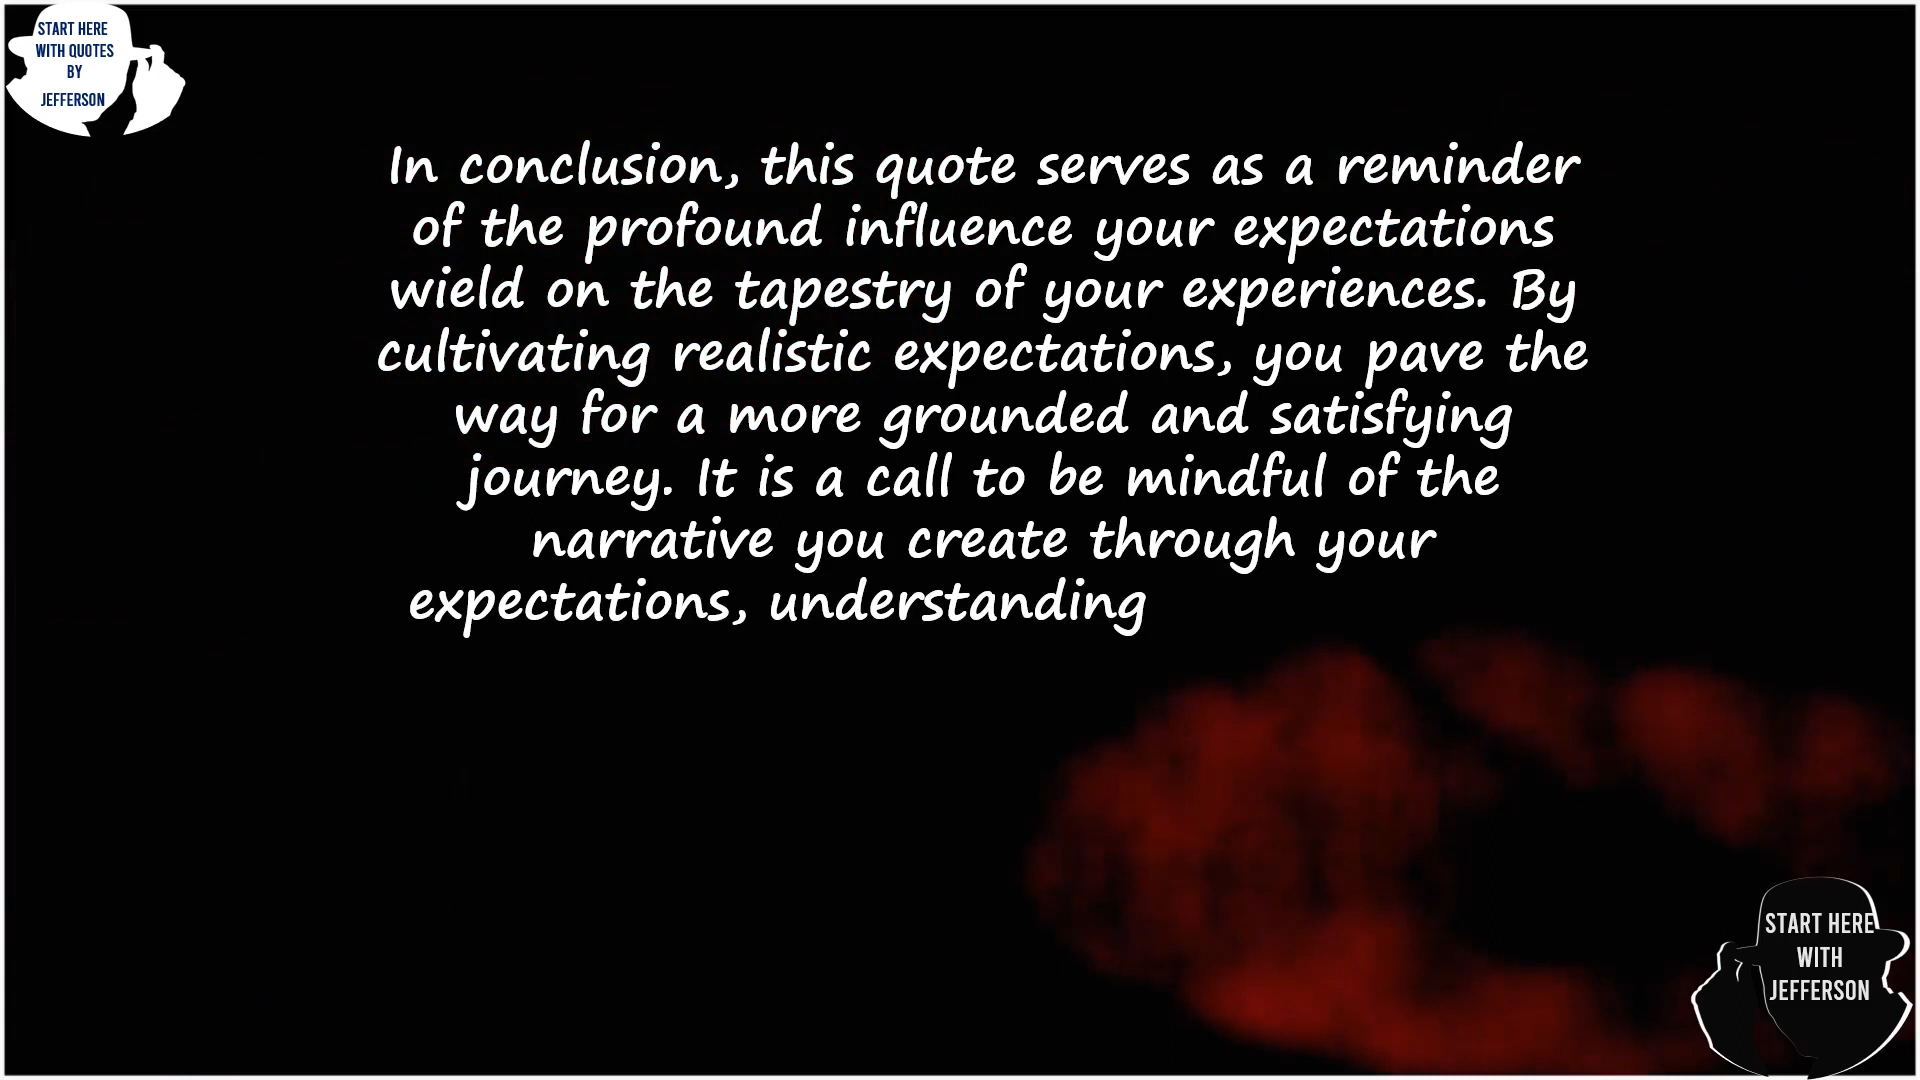 START HERE
WITH QUOTES
BY
JEFFERSON
In conclusion, this quote serves as a reminder
of the profound influence your expectations
wield on the tapestry of your experiences. By
cultivating realistic expectations, you pave the
way for a more grounded and satisfying
journey. It is a call to be mindful of the
narrative you create through your
expectations, understanding
START HERE
WITH
JEFFERSON